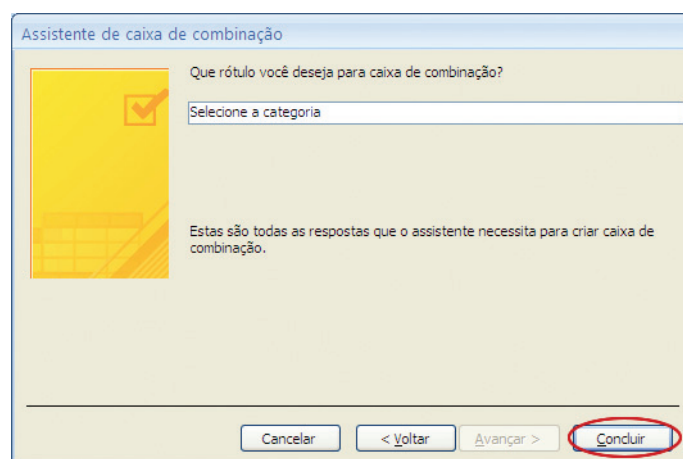 Assistente de caixa de combinação
Que rótulo você deseja para caixa de combinação?
Selecione a categoria
Estas são todas as respostas que o assistente necessita para criar caixa de
combinação.
Cancelar
< Voltar
Avançar >
Concluir